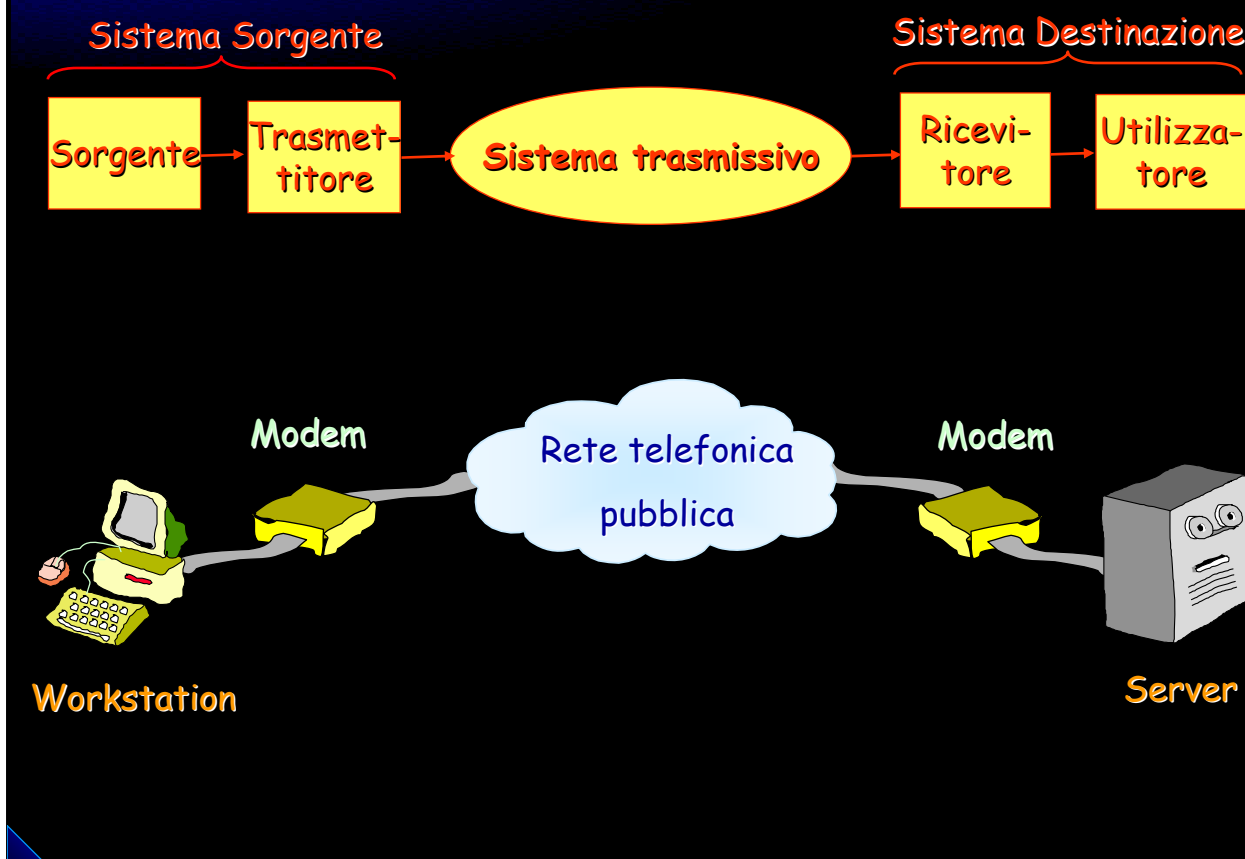 Sistema Sorgente
Sistema Destinazione
Sorgente
Trasmet-
titore
Sistema trasmissivo
Ricevi-
tore
Utilizza-
tore
Modem
Rete telefonica
pubblica
Modem
Workstation
Server